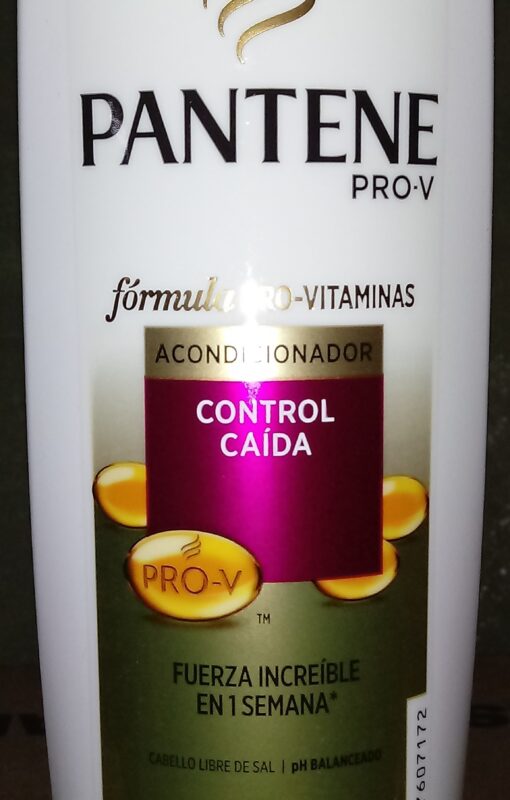 PANTENE
PRO-V
fórmula PRO-VITAMINAS
ACONDICIONADOR
CONTROL
CAÍDA
PRO-V
TM
FUERZA INCREÍBLE
EN 1 SEMANA*
CABELLO LIBRE DE SAL | pH BALANCEADO
7607172